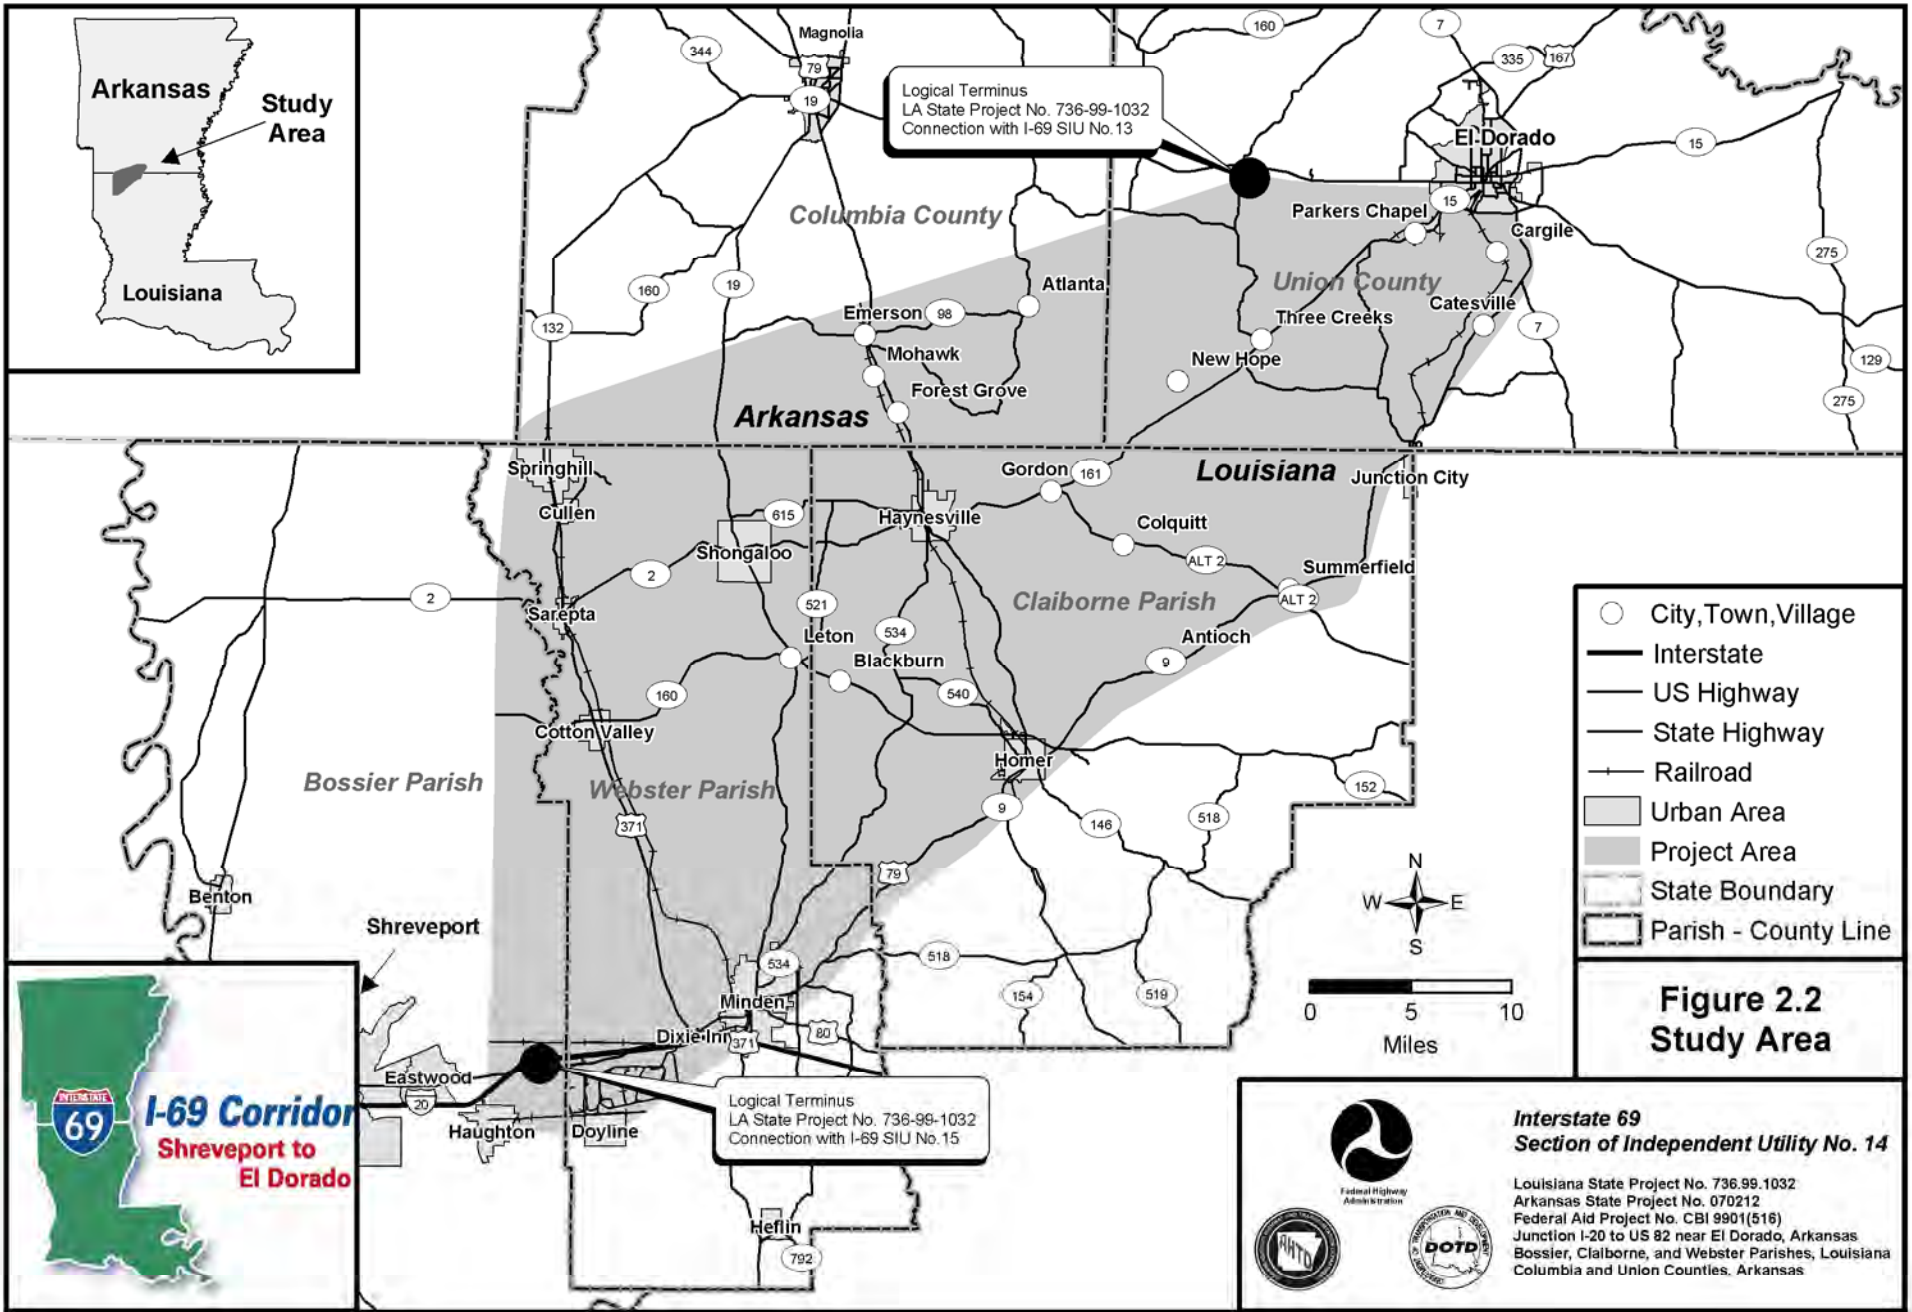 Arkansas
Study
Area
Louisiana
Magnolia
344
79
19
160
7
335
167
Logical Terminus
LA State Project No. 736-99-1032
Connection with I-69 SIU No.13
El Dorado
15
15
Parkers Chapel
Cargile
Columbia County
275
Union County
160
19
Atlanta
Catesville
Emerson
98
Three Creeks
132
7
Mohawk
New Hope
129
Forest Grove
275
Arkansas
Springhill
Gordon
161
Louisiana
Junction City
Cullen
615
Haynesville
Colquitt
Shongaloo
ALT 2
Summerfield
2
2
ALT 2
Sarepta
521
Claiborne Parish
534
Leton
Antioch
Blackburn
9
160
540
Cotton Valley
Homer
Bossier Parish
Webster Parish
152
9
371
146
518
79
Benton
Shreveport
518
534
154
519
Minden
80
Dixie Inn
371
Eastwood
20
Logical Terminus
LA State Project No. 736-99-1032
Connection with I-69 SIU No.15
Haughton
Doyline
Heflin
792
City,Town,Village
Interstate
US Highway
State Highway
Railroad
Urban Area
Project Area
State Boundary
Parish - County Line
N
W
E
S
0
5
10
Miles
Figure 2.2
Study Area
INTERSTATE
69
I-69 Corridor
Shreveport to
El Dorado
Federal Highway
Administration
AHTD
DOTD
Interstate 69
Section of Independent Utility No. 14
Louisiana State Project No. 736.99.1032
Arkansas State Project No. 070212
Federal Aid Project No. CBI 9901(516)
Junction I-20 to US 82 near El Dorado, Arkansas
Bossier, Claiborne, and Webster Parishes, Louisiana
Columbia and Union Counties, Arkansas